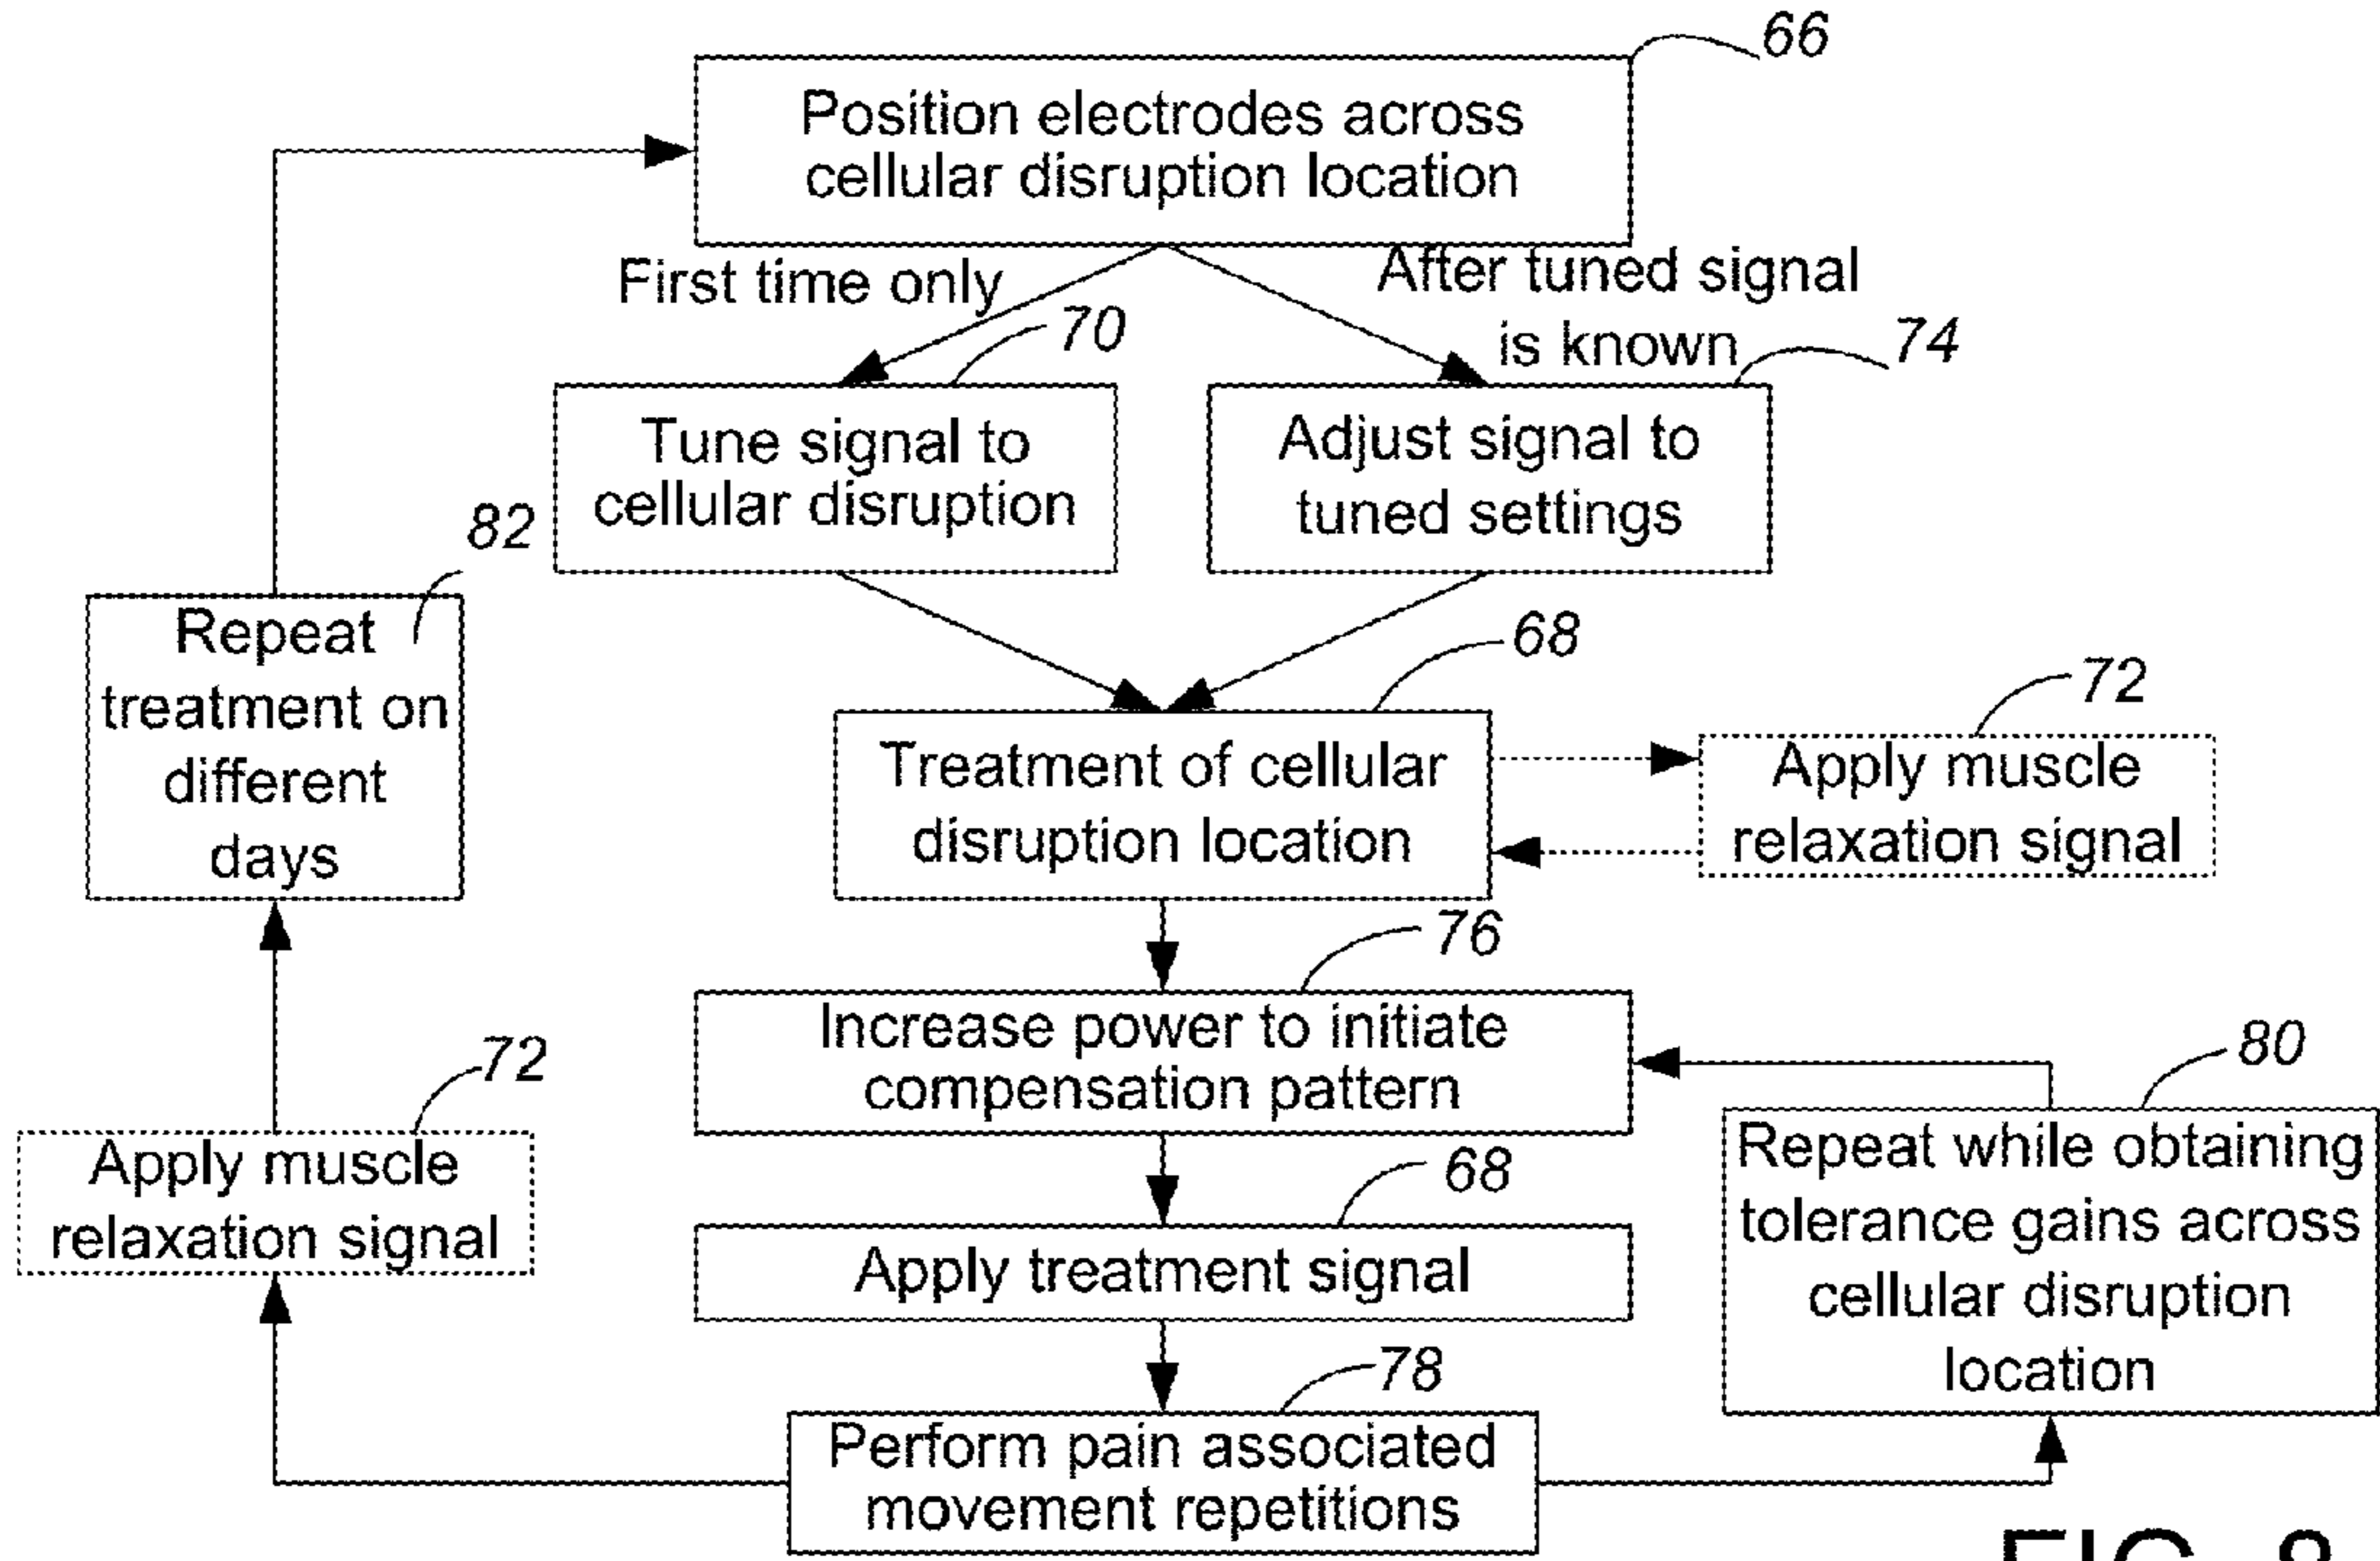 66
Position electrodes across
cellular disruption location
First time only
After tuned signal
is known
70
74
Tune signal to
cellular disruption
Adjust signal to
tuned settings
82
Repeat
treatment on
different
days
68
Treatment of cellular
disruption location
72
Apply muscle
relaxation signal
76
Increase power to initiate
compensation pattern
80
Repeat while obtaining
tolerance gains across
cellular disruption
location
72
Apply muscle
relaxation signal
68
Apply treatment signal
78
Perform pain associated
movement repetitions